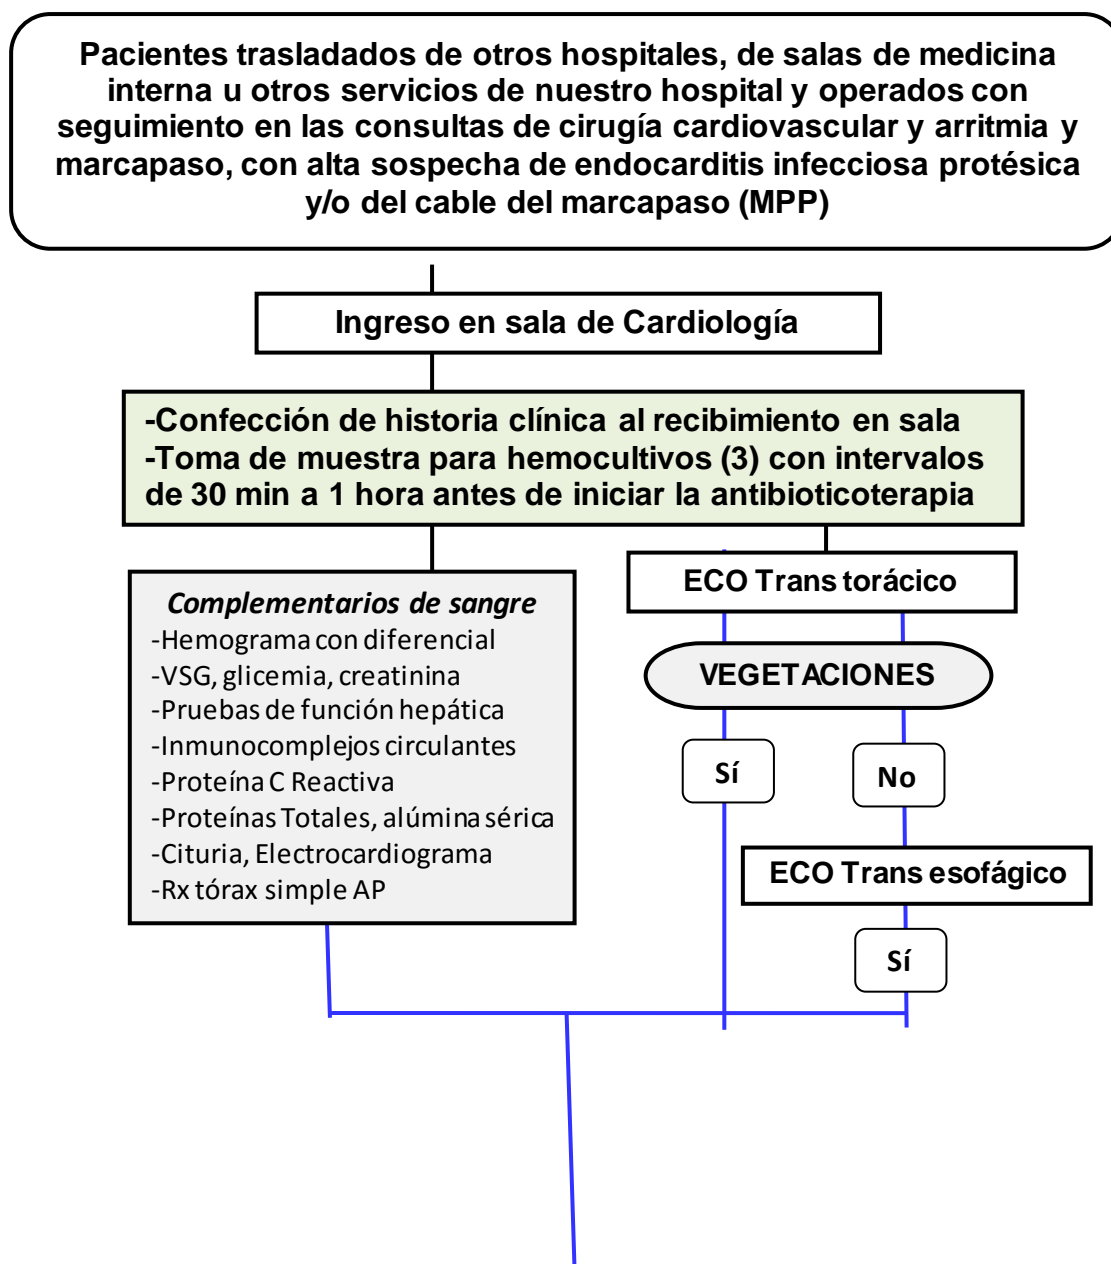 Pacientes trasladados de otros hospitales, de salas de medicina
interna u otros servicios de nuestro hospital y operados con
seguimiento en las consultas de cirugía cardiovascular y arritmia y
marcapaso, con alta sospecha de endocarditis infecciosa protésica
y/o del cable del marcapaso (MPP)
Ingreso en sala de Cardiología
-Confección de historia clínica al recibimiento en sala
-Toma de muestra para hemocultivos (3) con intervalos
de 30 min a 1 hora antes de iniciar la antibioticoterapia
Complementarios de sangre
-Hemograma con diferencial
-VSG, glicemia, creatinina
-Pruebas de función hepática
-Inmunocomplejos circulantes
-Proteína C Reactiva
-Proteínas Totales, alúmina sérica
-Cituria, Electrocardiograma
-Rx tórax simple AP
ECO Trans torácico
VEGETACIONES
Sí
No
ECO Trans esofágico
Sí